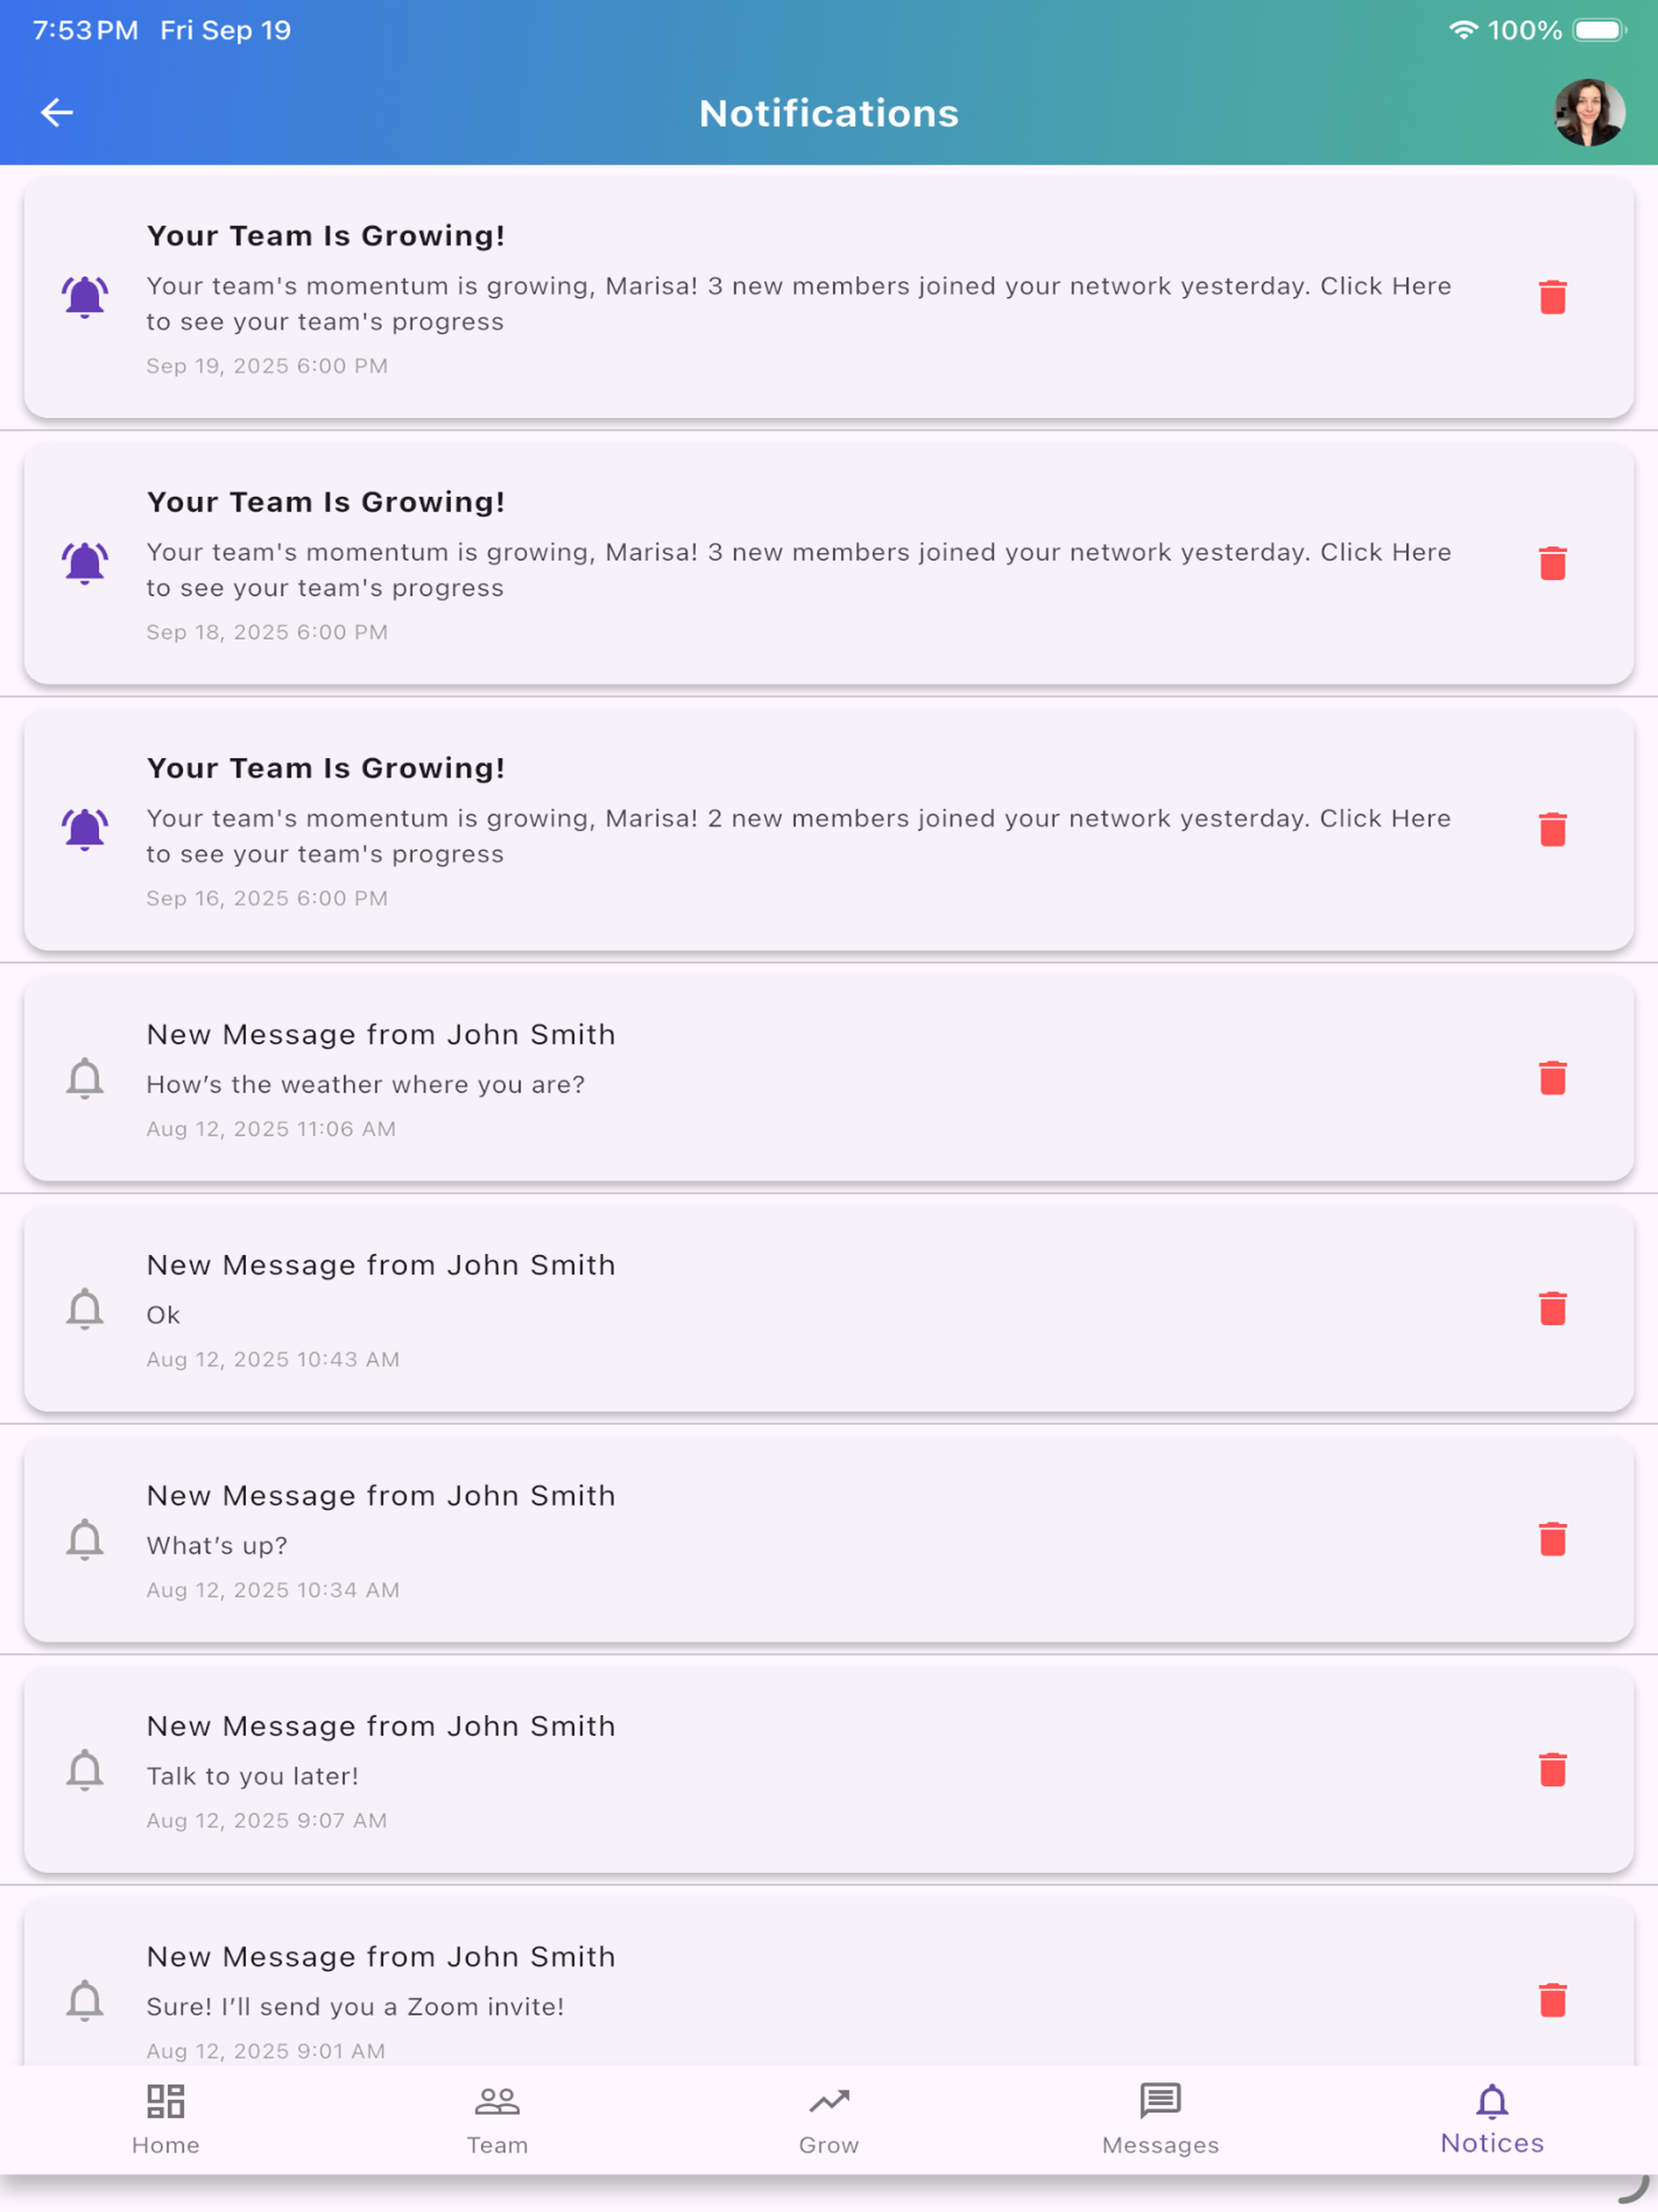 7:53 PM Fri Sep 19
100%
Notifications
Your Team Is Growing!
Your team's momentum is growing, Marisa! 3 new members joined your network yesterday. Click Here
to see your team's progress
Sep 19, 2025 6:00 PM
Your Team Is Growing!
Your team's momentum is growing, Marisa! 3 new members joined your network yesterday. Click Here
to see your team's progress
Sep 18, 2025 6:00 PM
Your Team Is Growing!
Your team's momentum is growing, Marisa! 2 new members joined your network yesterday. Click Here
to see your team's progress
Sep 16, 2025 6:00 PM
New Message from John Smith
How’s the weather where you are?
Aug 12, 2025 11:06 AM
New Message from John Smith
Ok
Aug 12, 2025 10:43 AM
New Message from John Smith
What’s up?
Aug 12, 2025 10:34 AM
New Message from John Smith
Talk to you later!
Aug 12, 2025 9:07 AM
New Message from John Smith
Sure! I’ll send you a Zoom invite!
Aug 12, 2025 9:01 AM
Home
Team
Grow
Messages
Notices